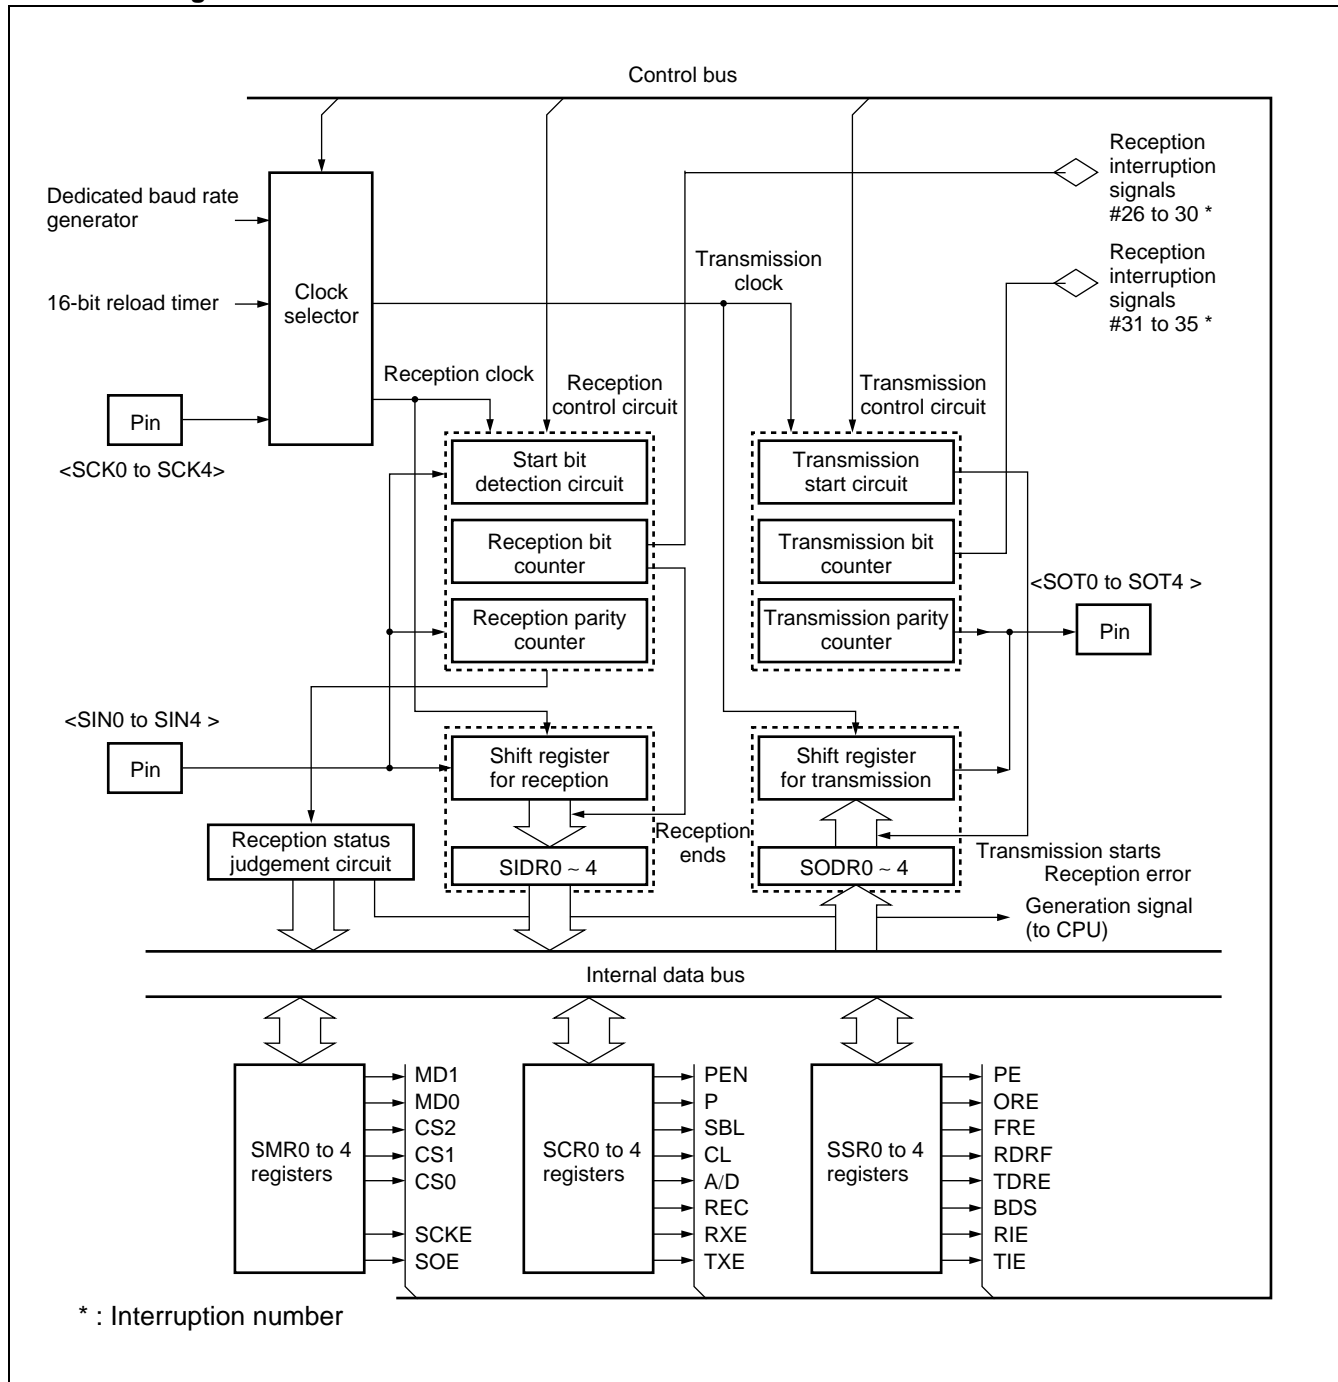 Control bus
Reception
interruption
signals
#26 to 30 *
Dedicated baud rate
generator
Transmission
clock
Reception
interruption
signals
#31 to 35 *
16-bit reload timer
Clock
selector
Reception clock
Reception
control circuit
Transmission
control circuit
Pin
<SCK0 to SCK4>
Start bit
detection circuit
Transmission
start circuit
Reception bit
counter
Transmission bit
counter
<SOT0 to SOT4 >
Reception parity
counter
Transmission parity
counter
Pin
<SIN0 to SIN4 >
Pin
Shift register
for reception
Shift register
for transmission
Reception status
judgement circuit
Reception
ends
SIDR0 ~ 4
SODR0 ~ 4
Transmission starts
Reception error
Generation signal
(to CPU)
Internal data bus
SMR0 to 4
registers
MD1
MD0
CS2
CS1
CS0
SCKE
SOE
SCR0 to 4
registers
PEN
P
SBL
CL
A/D
REC
RXE
TXE
SSR0 to 4
registers
PE
ORE
FRE
RDRF
TDRE
BDS
RIE
TIE
* : Interruption number